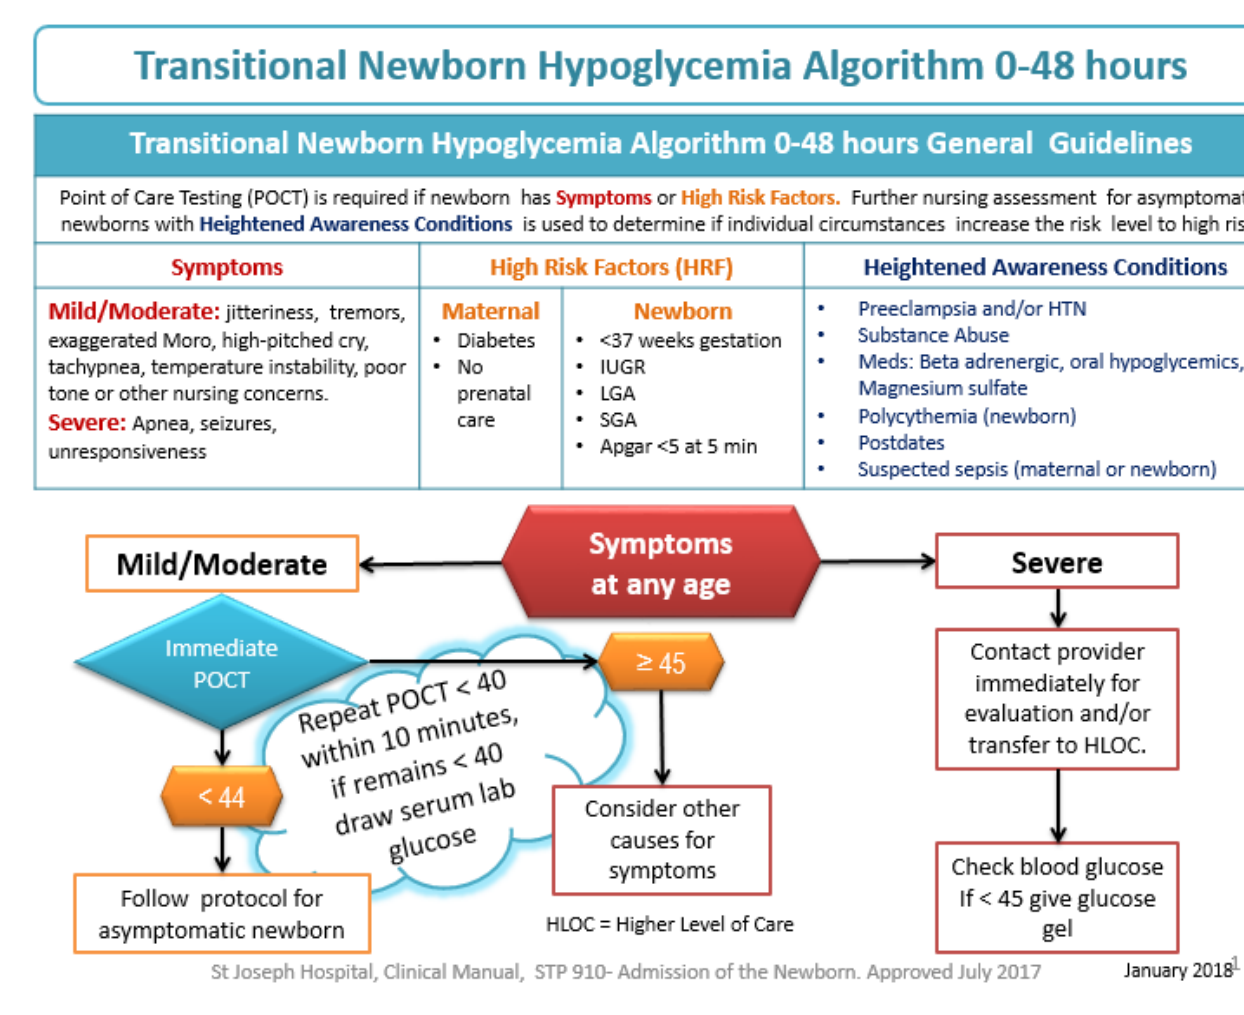 Transitional Newborn Hypoglycemia Algorithm 0-48 hours
Transitional Newborn Hypoglycemia Algorithm 0-48 hours General Guidelines
Point of Care Testing (POCT) is required if newborn has Symptoms or High Risk Factors. Further nursing assessment for asymptomat
newborns with Heightened Awareness Conditions is used to determine if individual circumstances increase the risk level to high ris
Symptoms
Mild/Moderate: jitteriness, tremors,
exaggerated Moro, high-pitched cry,
tachypnea, temperature instability, poor
tone or other nursing concerns.
Severe: Apnea, seizures,
unresponsiveness
High Risk Factors (HRF)
Maternal
• Diabetes
• No
prenatal
care
Newborn
• <37 weeks gestation
• IUGR
• LGA
• SGA
• Apgar <5 at 5 min
Heightened Awareness Conditions
• Preeclampsia and/or HTN
• Substance Abuse
• Meds: Beta adrenergic, oral hypoglycemics,
Magnesium sulfate
• Polycythemia (newborn)
• Postdates
• Suspected sepsis (maternal or newborn)
Symptoms
at any age
Mild/Moderate
Immediate
POCT
< 44
Follow protocol for
asymptomatic newborn
Repeat POCT < 40
within 10 minutes,
if remains < 40
draw serum lab
glucose
≥ 45
Consider other
causes for
symptoms
HLOC = Higher Level of Care
Severe
Contact provider
immediately for
evaluation and/or
transfer to HLOC.
Check blood glucose
If < 45 give glucose
gel
St Joseph Hospital, Clinical Manual, STP 910- Admission of the Newborn. Approved July 2017
January 2018
1